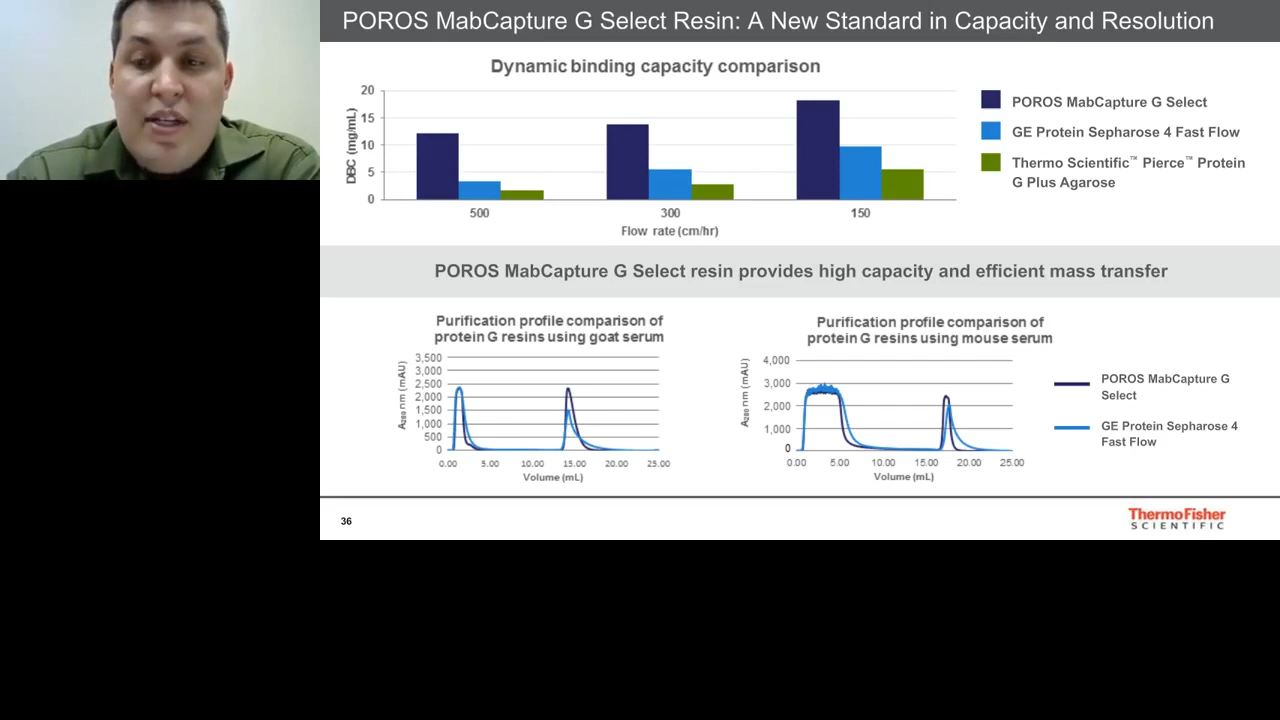 POROS MabCapture G Select Resin: A New Standard in Capacity and Resolution
Dynamic binding capacity comparison
20
15
10
5
0
DBC (mg/mL)
500
300
150
Flow rate (cm/hr)
POROS MabCapture G Select
GE Protein Sepharose 4 Fast Flow
Thermo Scientific™ Pierce™ Protein
G Plus Agarose
POROS MabCapture G Select resin provides high capacity and efficient mass transfer
Purification profile comparison of
protein G resins using goat serum
3,500
3,000
2,500
2,000
1,500
1,000
500
0
A280 nm (mAU)
0.00
5.00
10.00
15.00
20.00
25.00
Volume (mL)
Purification profile comparison of
protein G resins using mouse serum
4,000
3,000
2,000
1,000
0
A280 nm (mAU)
0.00
5.00
10.00
15.00
20.00
25.00
Volume (mL)
POROS MabCapture G
Select
GE Protein Sepharose 4
Fast Flow
36
ThermoFisher
SCIENTIFIC